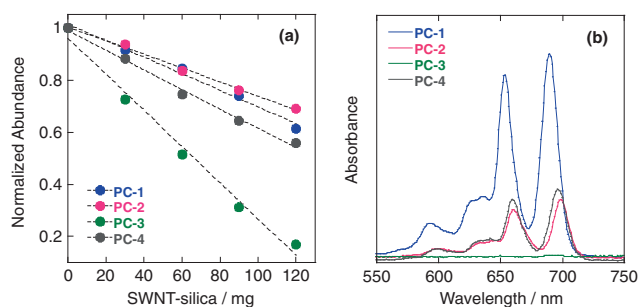 (a)
Normalized Abundance
1
0.8
0.6
0.4
0.2
PC-1
PC-2
PC-3
PC-4
0 20 40 60 80 100 120
SWNT-silica / mg
(b)
PC-1
PC-2
PC-3
PC-4
Absorbance
550 600 650 700 750
Wavelength / nm